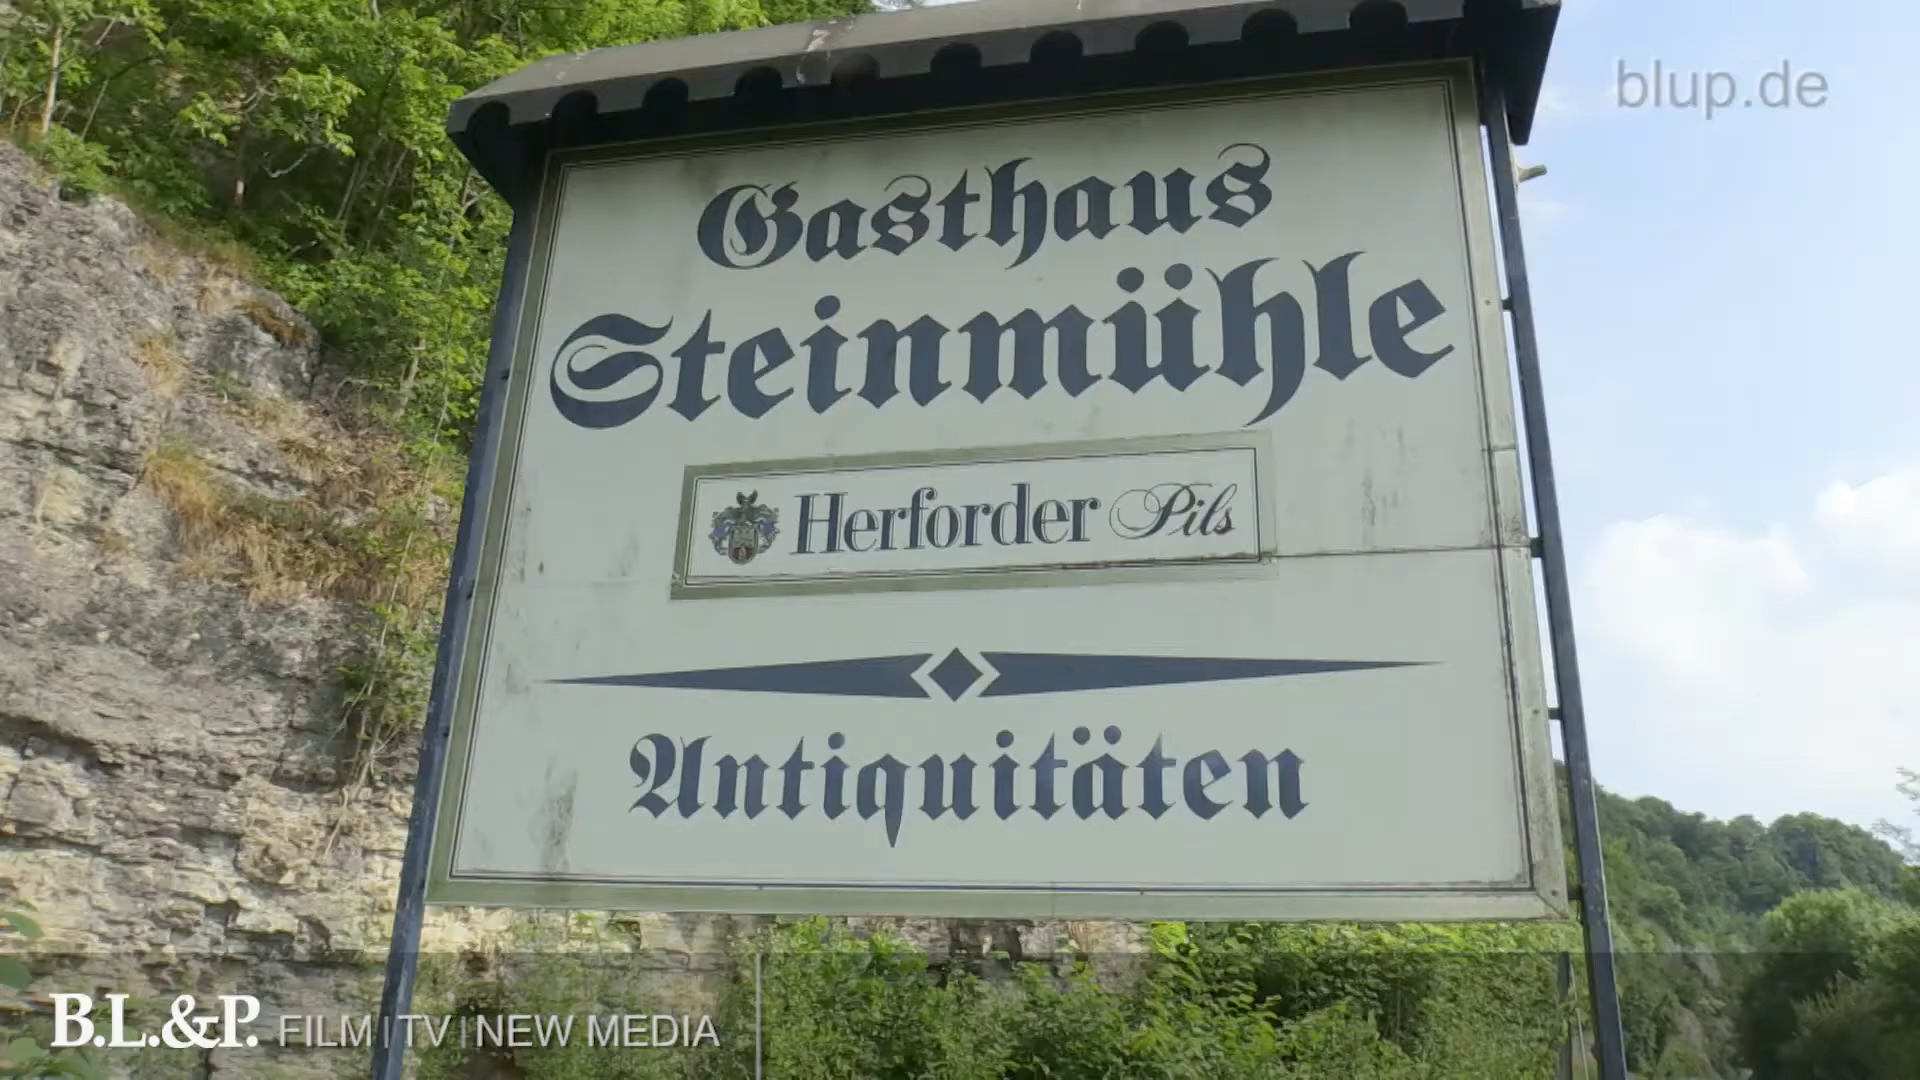 blup.de
Gasthaus
Steinmühle
Herforder Pils
Antiquitäten
B.L.&P. FILM|TV|NEW MEDIA